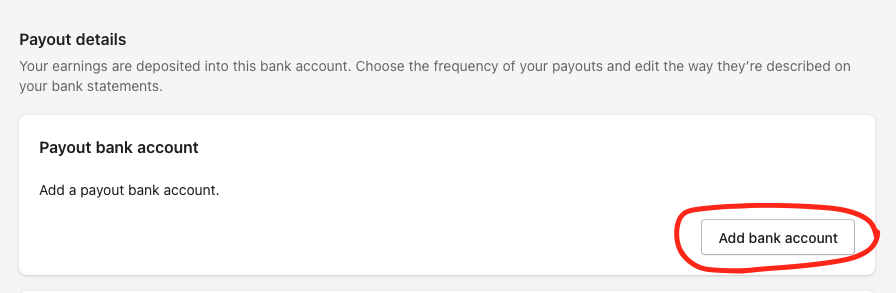 Payout details
Your earnings are deposited into this bank account. Choose the frequency of your payouts and edit the way they’re described on
your bank statements.
Payout bank account
Add a payout bank account.
Add bank account